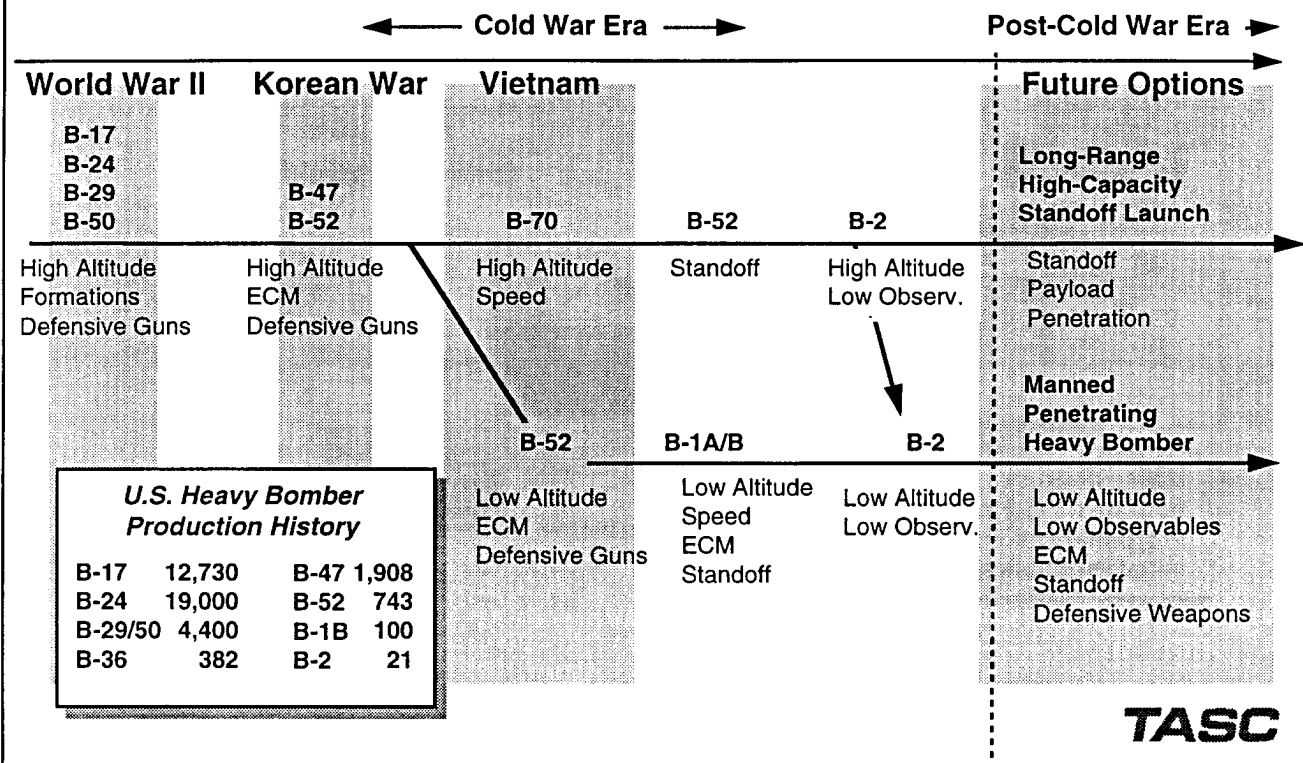 Cold War Era
Post-Cold War Era
World War II
Korean War
Vietnam
Future Options
B-17
B-24
B-29
B-50
B-47
B-52
B-70
B-52
B-2
Long-Range
High-Capacity
Standoff Launch
High Altitude
Formations
Defensive Guns
High Altitude
ECM
Defensive Guns
High Altitude
Speed
Standoff
High Altitude
Low Observ.
Standoff
Payload
Penetration
B-52
B-1A/B
B-2
Manned
Penetrating
Heavy Bomber
Low Altitude
ECM
Defensive Guns
Low Altitude
Speed
ECM
Standoff
Low Altitude
Low Observ.
Low Altitude
Low Observables
ECM
Standoff
Defensive Weapons
U.S. Heavy Bomber
Production History
B-17 12,730 B-47 1,908
B-24 19,000 B-52 743
B-29/50 4,400 B-1B 100
B-36 382 B-2 21
TASC